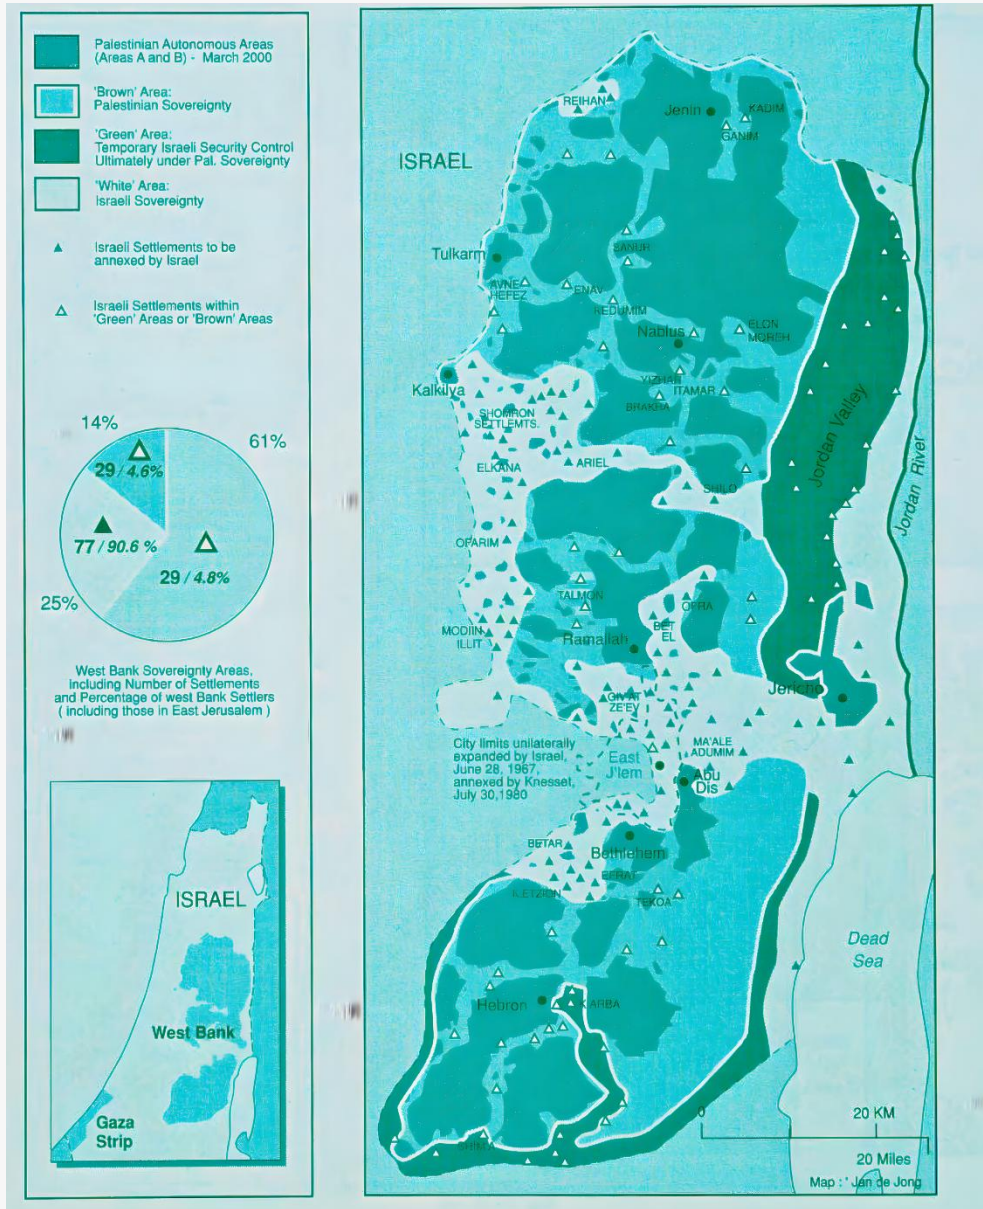 Palestinian Autonomous Areas
(Areas A and B) - March 2000
'Brown' Area:
Palestinian Sovereignty
'Green' Area:
Temporary Israeli Security Control
Ultimately under Pal. Sovereignty
'White' Area:
Israeli Sovereignty
Israeli Settlements to be
annexed by Israel
Israeli Settlements within
'Green' Areas or 'Brown' Areas
14%
61%
29 / 4.6%
77 / 90.6 %
29 / 4.8%
25%
West Bank Sovereignty Areas,
Including Number of Settlements
and Percentage of west Bank Settlers
( including those in East Jerusalem )
ISRAEL
West Bank
Gaza
Strip
REIHAN
Jenin
KADIM
GANIM
ISRAEL
SANUR
Tulkarm
AVNE
HEFEZ
ENAV
KEDUMIM
Nablus
ELON
MOREH
Kalkilya
YIZHAR
ITAMAR
BRAKHA
SHOMRON
SETTLEMTS.
Jordan Valley
Jordan River
ELKANA
ARIEL
SHILO
OFARIM
TALMON
OFRA
BET
EL
MODIIN
ILLIT
Ramallah
Jericho
GIV'AT
ZE'EV
City limits unilaterally
expanded by Israel,
June 28, 1967,
annexed by Knesset,
July 30,1980
East
J'lem
MA'ALE
ADUMIM
Abu
Dis
BETAR
Bethlehem
EFRAT
K.ETZION
TEKOA
Dead
Sea
Hebron
K.ARBA
SHIMA
0
20 KM
20 Miles
Map : ' Jan de Jong